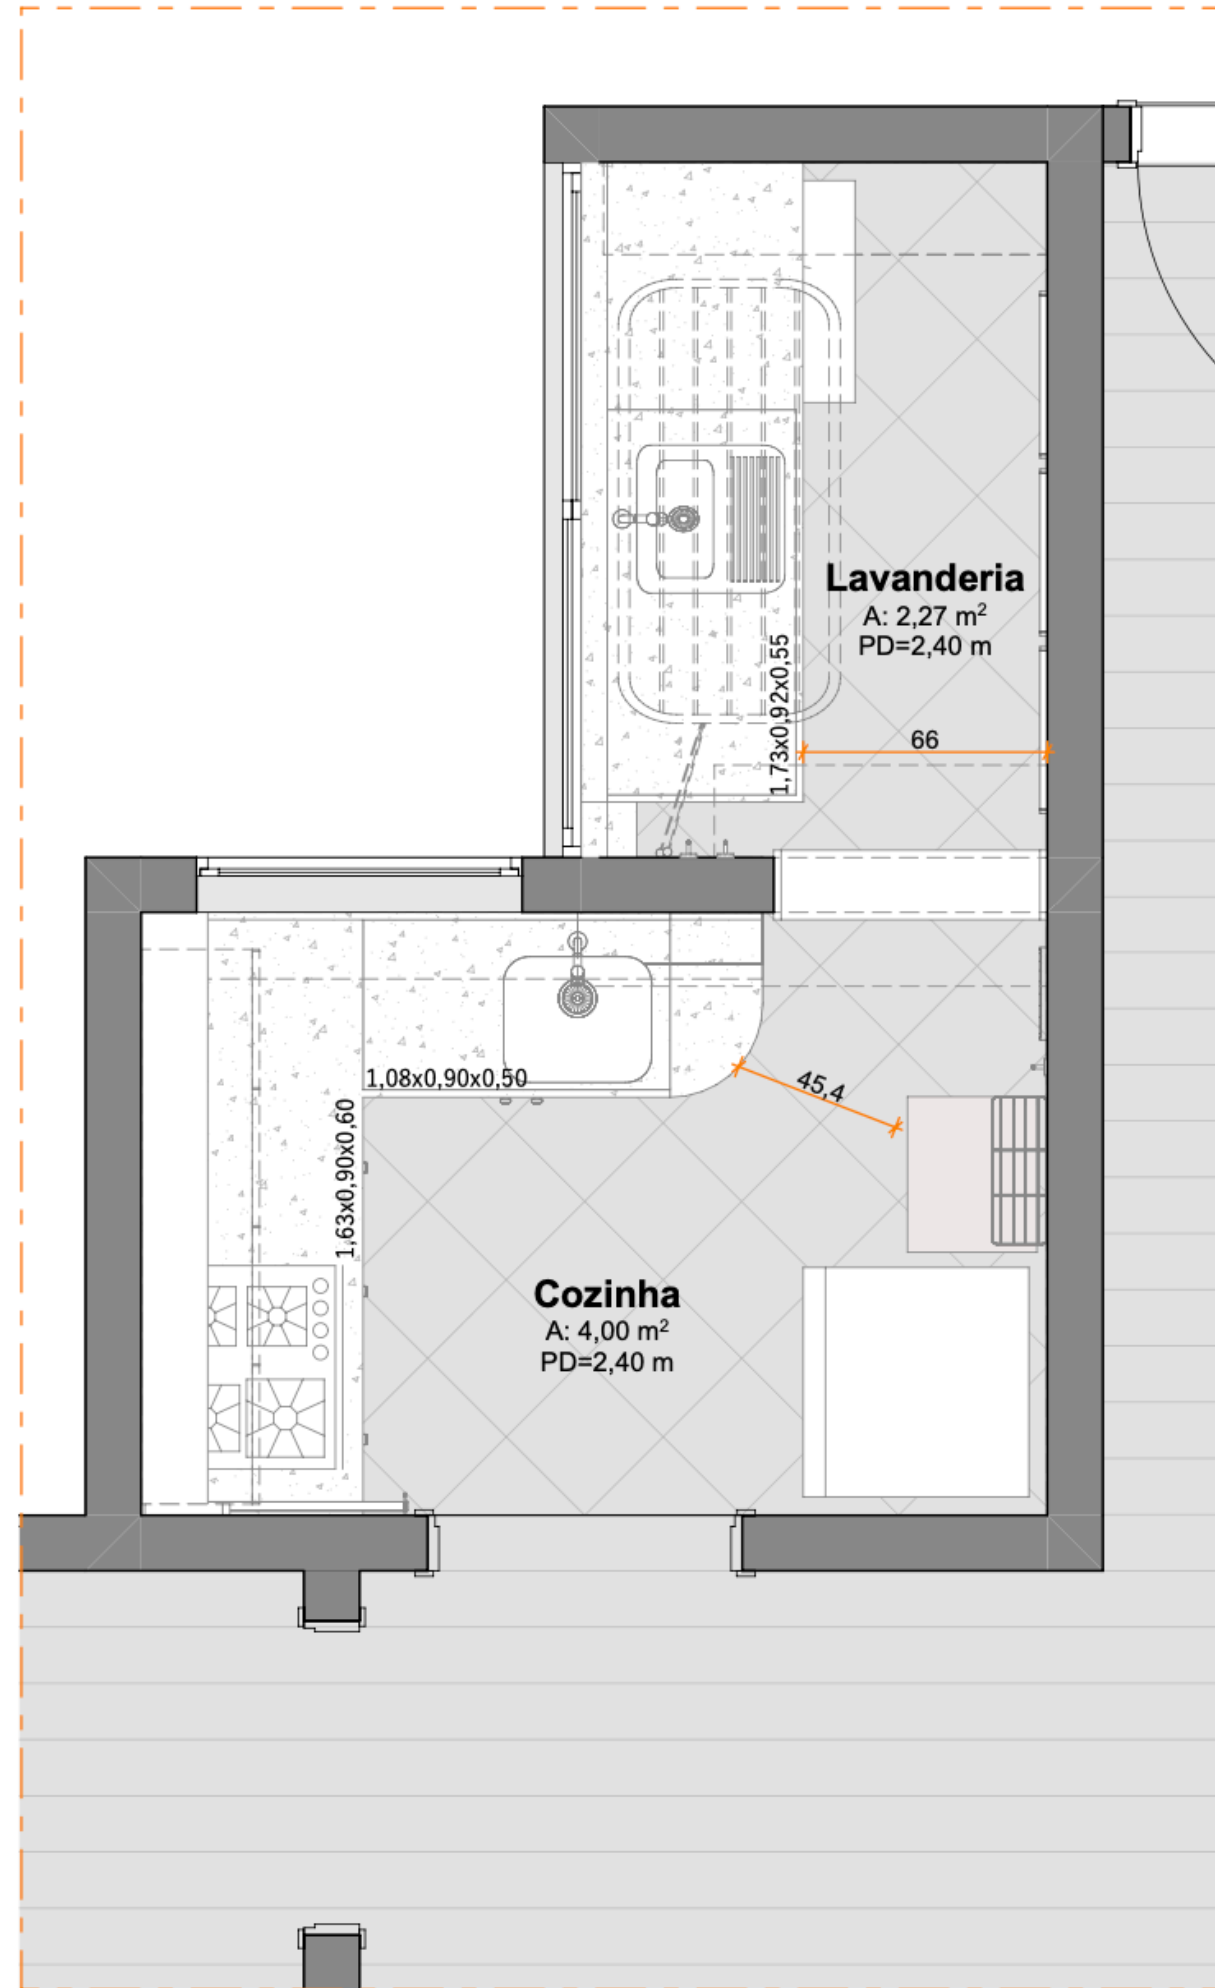 Lavanderia
A: 2,27 m²
PD=2,40 m
1,73x0,92x0,55
66
1,08x0,90x0,50
45,4
1,63x0,90x0,60
Cozinha
A: 4,00 m²
PD=2,40 m